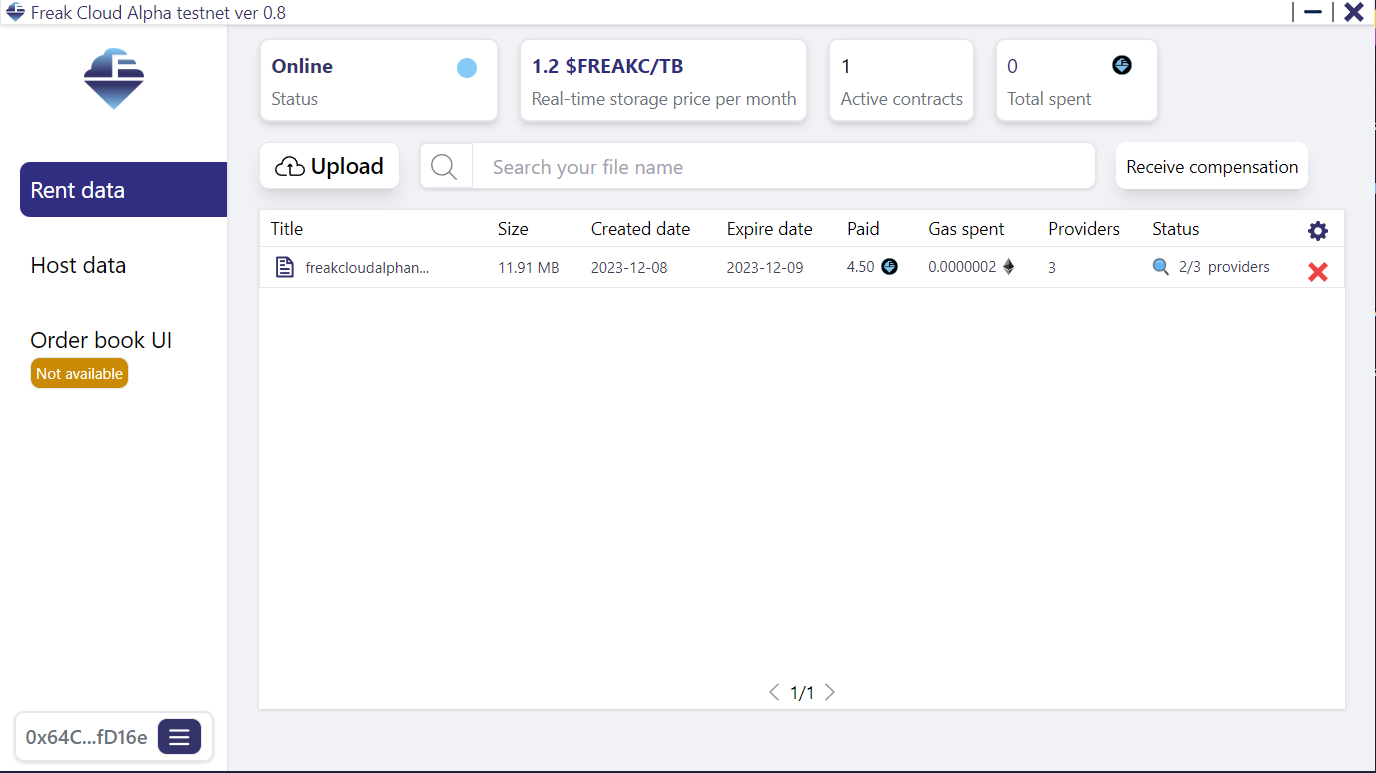 Freak Cloud Alpha testnet ver 0.8
Online
Status
1.2 $FREAKC/TB
Real-time storage price per month
1
Active contracts
0
Total spent
Rent data
Host data
Order book UI
Not available
Upload
Search your file name
Receive compensation
Title Size Created date Expire date Paid Gas spent Providers Status
freakcloudalphan... 11.91 MB 2023-12-08 2023-12-09 4.50 0.0000002 3 2/3 providers
1/1
0x64C...fD16e